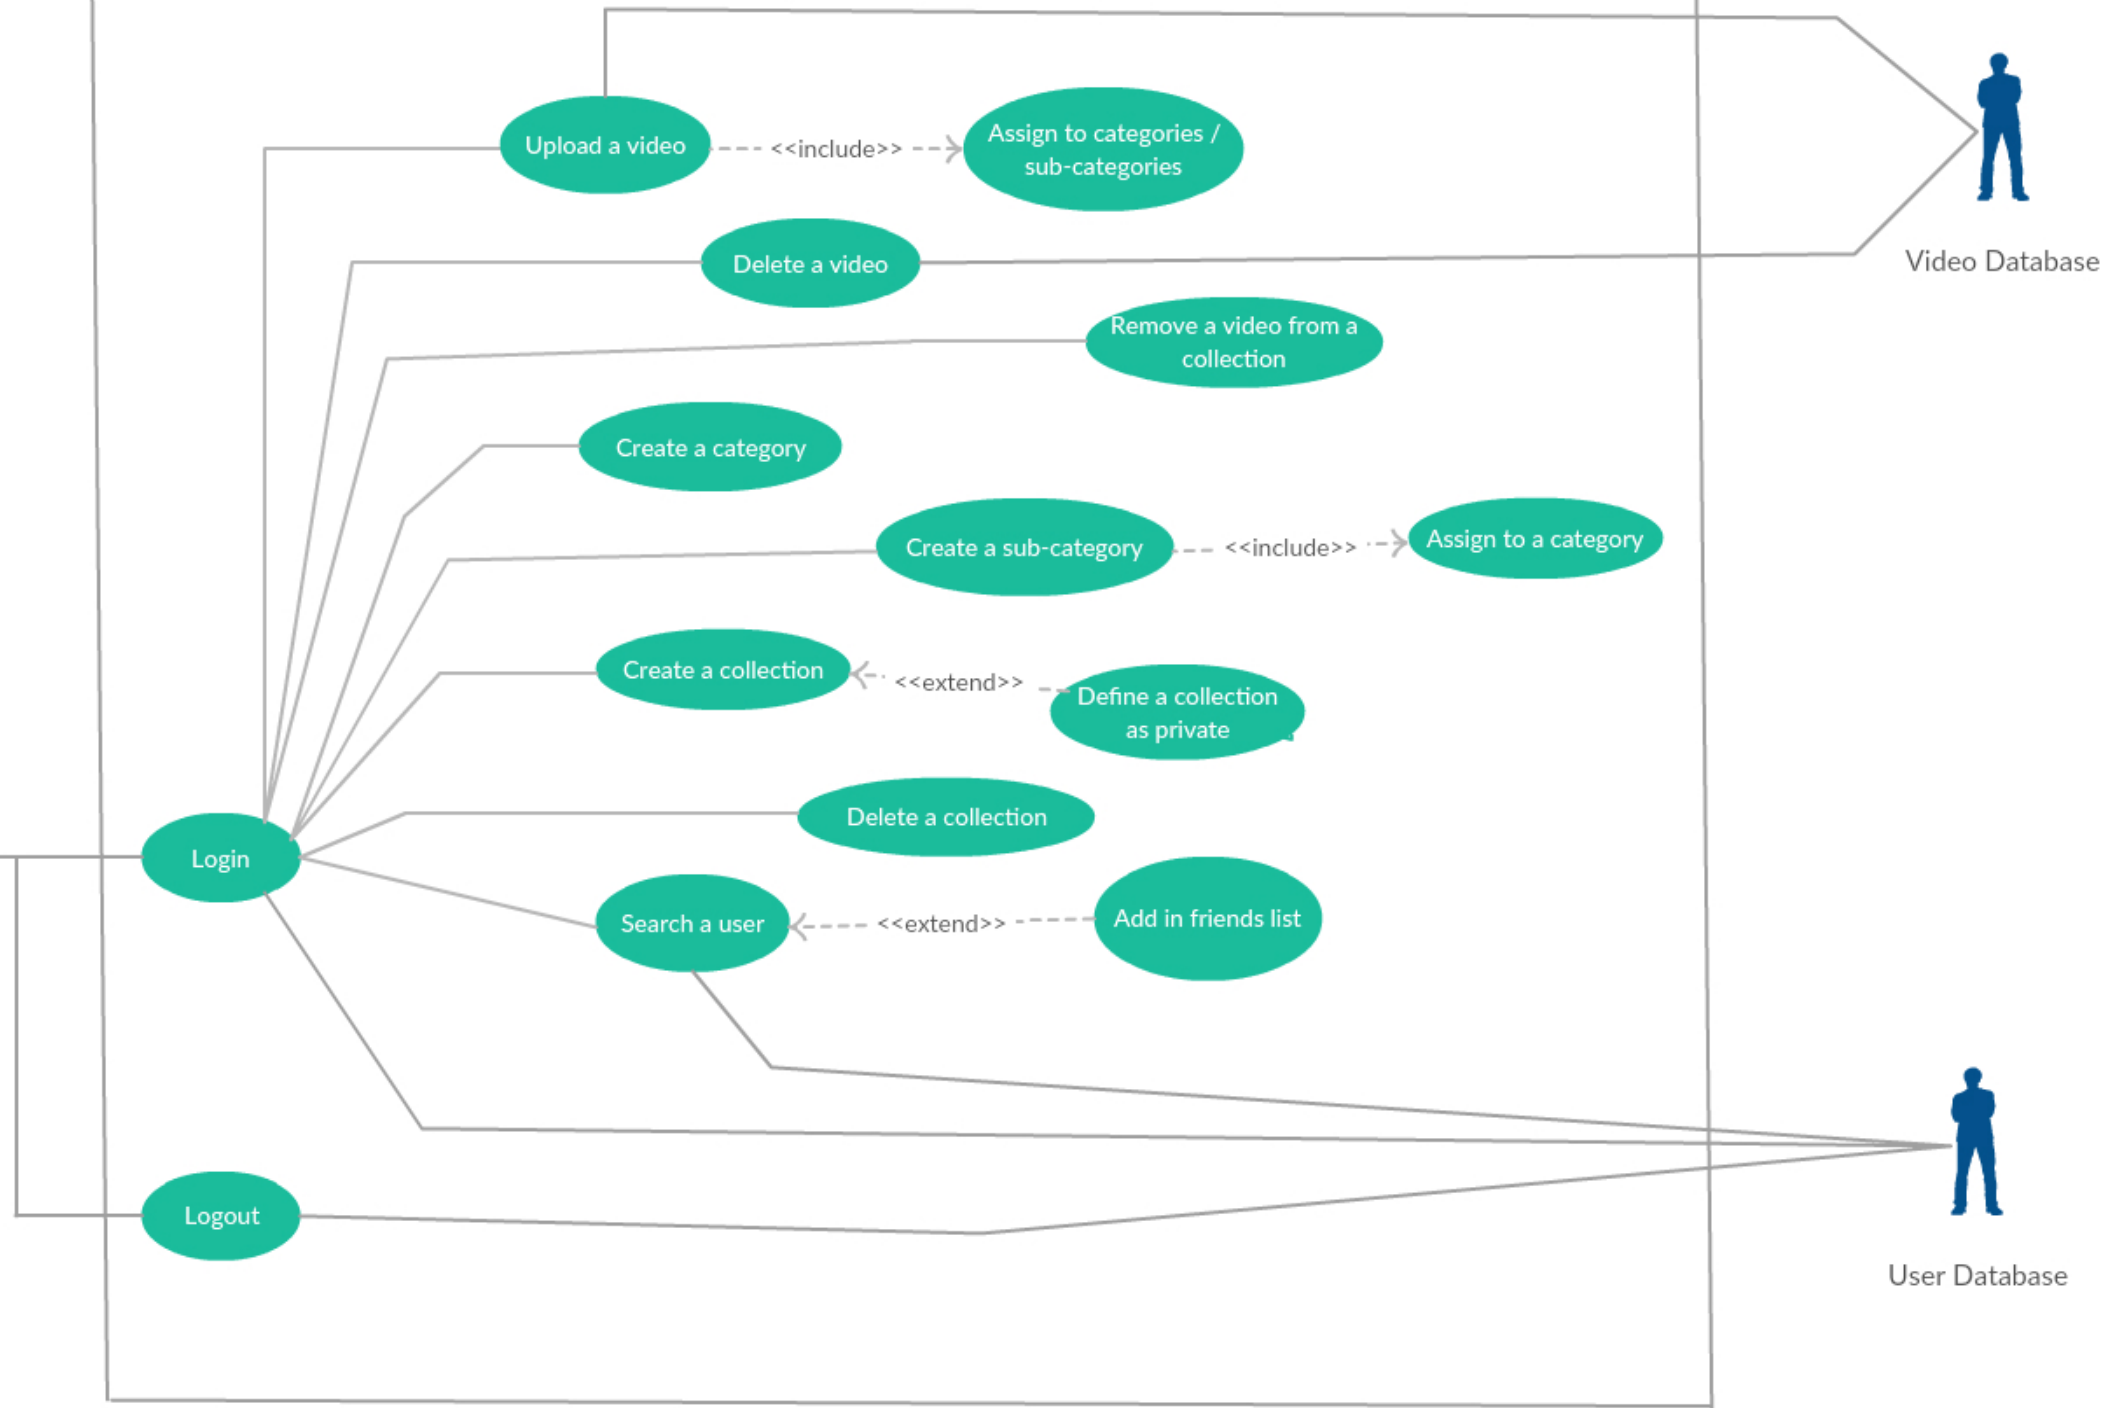 Upload a video
<<include>>
Assign to categories /
sub-categories
Delete a video
Video Database
Remove a video from a
collection
Create a category
Create a sub-category
<<include>>
Assign to a category
Create a collection
<<extend>>
Define a collection
as private
Delete a collection
Login
Search a user
<<extend>>
Add in friends list
Logout
User Database